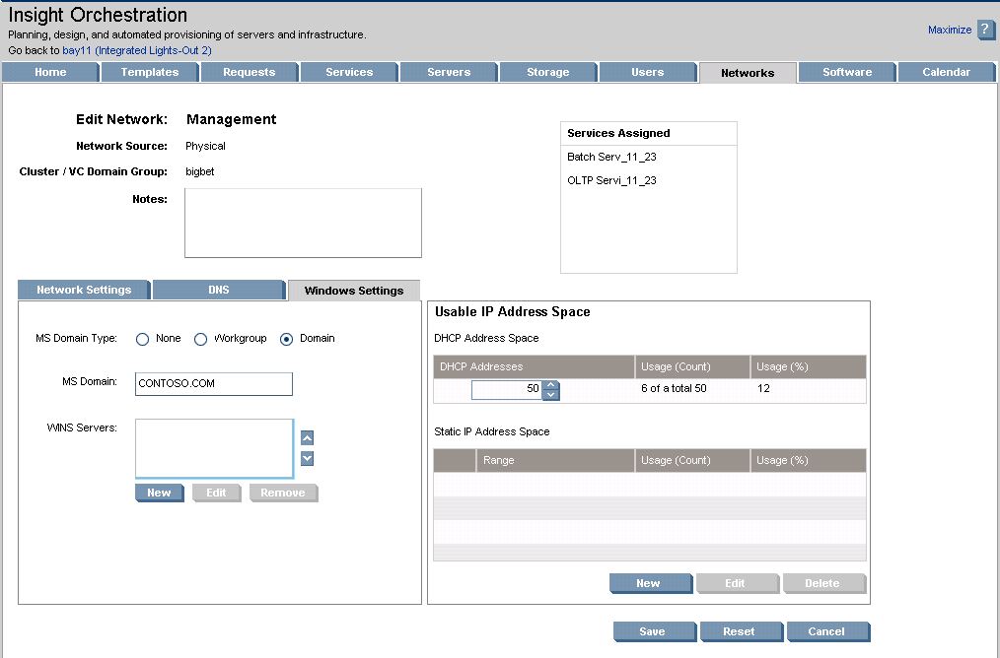 Insight Orchestration
Planning, design, and automated provisioning of servers and infrastructure.
Go back to bay11 (Integrated Lights-Out 2)
Maximize ?
Home Templates Requests Services Servers Storage Users Networks Software Calendar
Edit Network: Management
Network Source: Physical
Cluster / VC Domain Group: bigbet
Notes:
Services Assigned
Batch Serv_11_23
OLTP Servi_11_23
Network Settings DNS Windows Settings
MS Domain Type: None Workgroup Domain
MS Domain: CONTOSO.COM
WINS Servers:
New Edit Remove
Usable IP Address Space
DHCP Address Space
DHCP Addresses Usage (Count) Usage (%)
50 6 of a total 50 12
Static IP Address Space
Range Usage (Count) Usage (%)
New Edit Delete
Save Reset Cancel